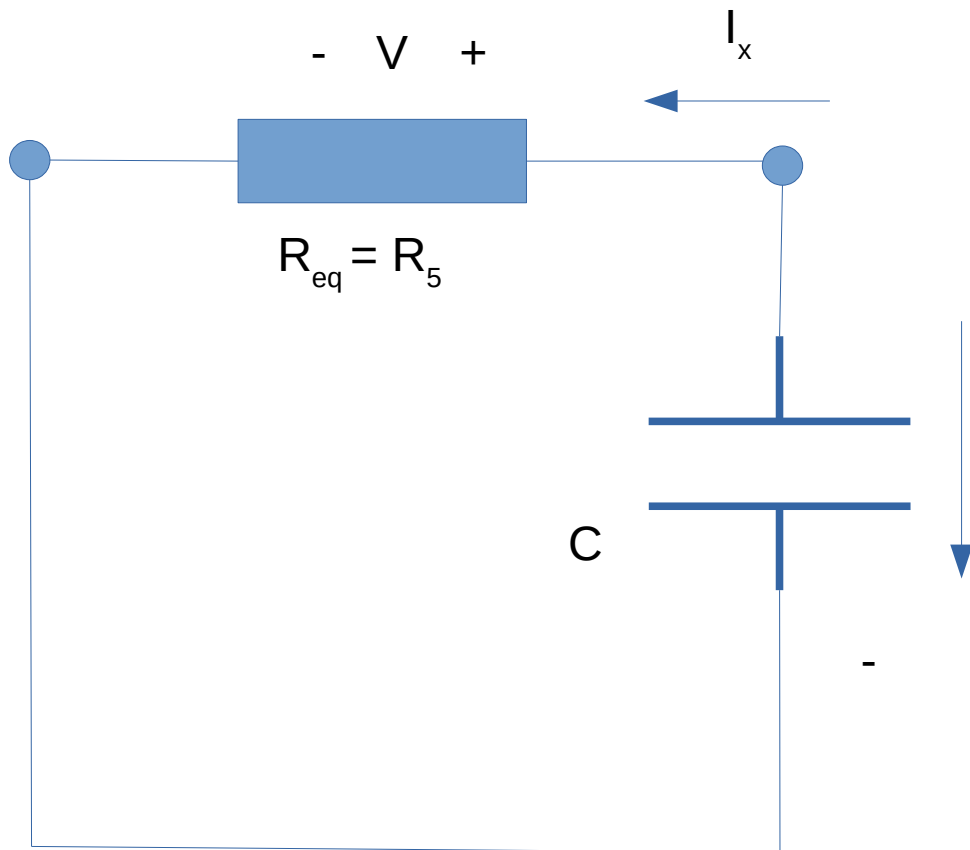 - V +
Ix
Req = R5
C
-